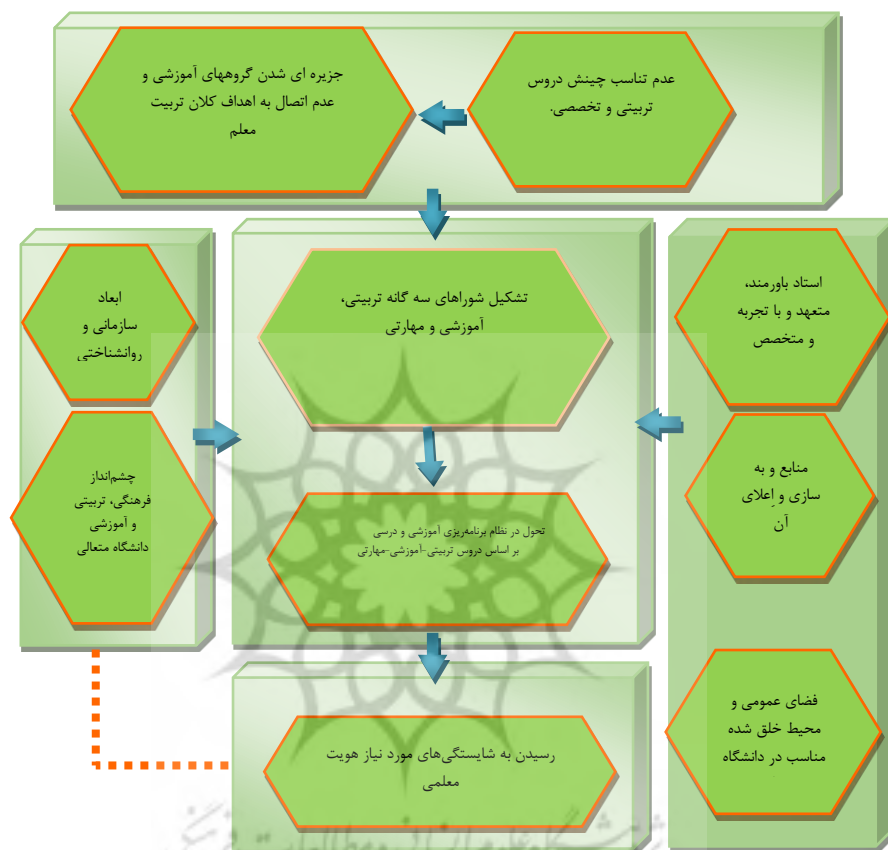 عدم تناسب چینش دروس
تربیتی و تخصصی.
جزیره ای شدن گروههای آموزشی و
عدم اتصال به اهداف کلان تربیت
معلم
استاد باورمند،
متعهد و با تجربه
و متخصص
منابع و به
سازی و اِعلای
آن
فضای عمومی و
محیط خلق شده
مناسب در دانشگاه
تشکیل شوراهای سه گانه تربیتی،
آموزشی و مهارتی
تحول در نظام برنامه‌ریزی آموزشی و درسی
بر اساس دروس تربیتی-آموزشی-مهارتی
ابعاد
سازمانی و
روانشناختی
چشم‌انداز
فرهنگی، تربیتی
و آموزشی
دانشگاه متعالی
رسیدن به شایستگی‌های مورد نیاز هویت
معلمی